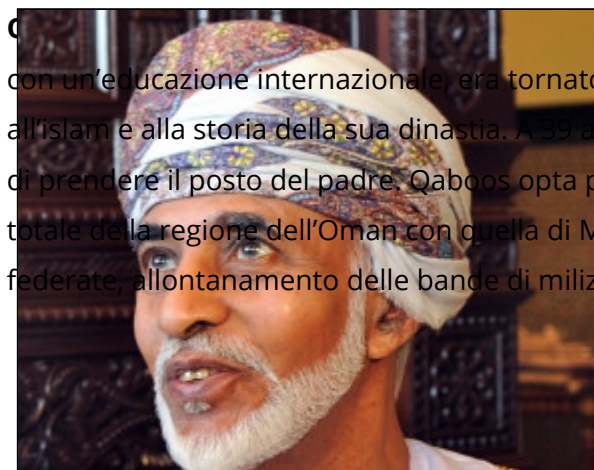 con un’educazione internazionale, era tornato
all’islam e alla storia della sua dinastia. A 39 a
di prendere il posto del padre. Qaboos opta p
totale della regione dell’Oman con quella di M
federate, allontanamento delle bande di miliz